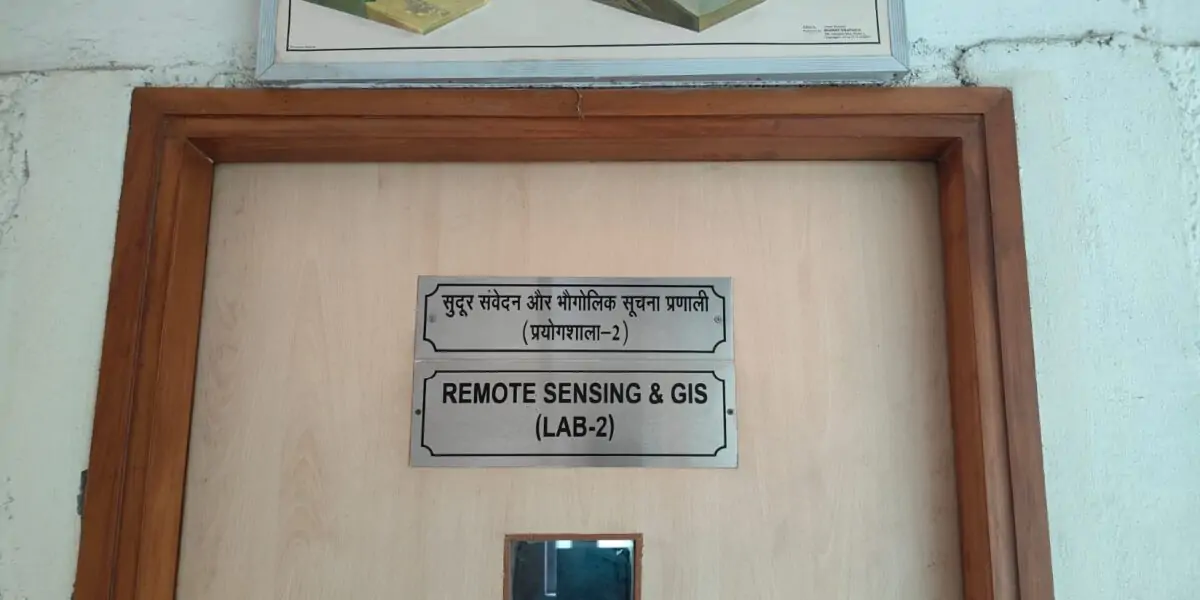 सुदूर संवेदन और भौगोलिक सूचना प्रणाली
(प्रयोगशाला-2)
REMOTE SENSING & GIS
(LAB-2)